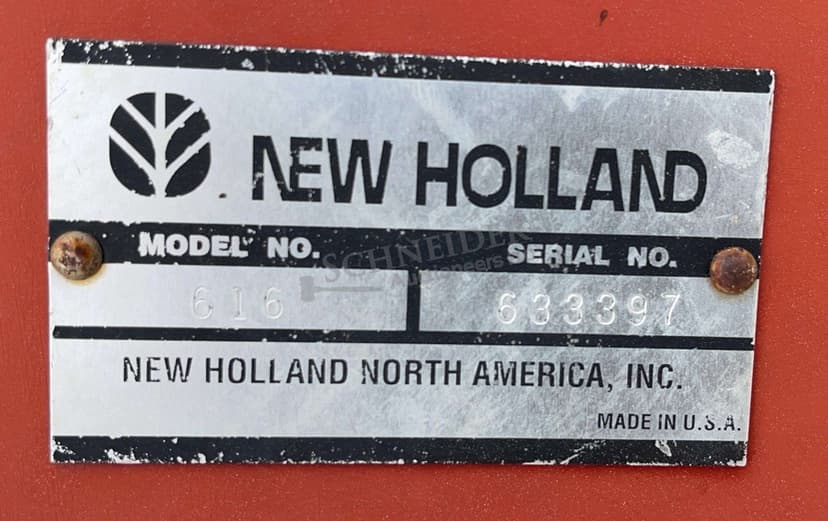 NEW HOLLAND
MODEL NO. SERIAL NO.
SCHNEIDER
Auctioneers
616 633397
NEW HOLLAND NORTH AMERICA, INC.
MADE IN U.S.A.